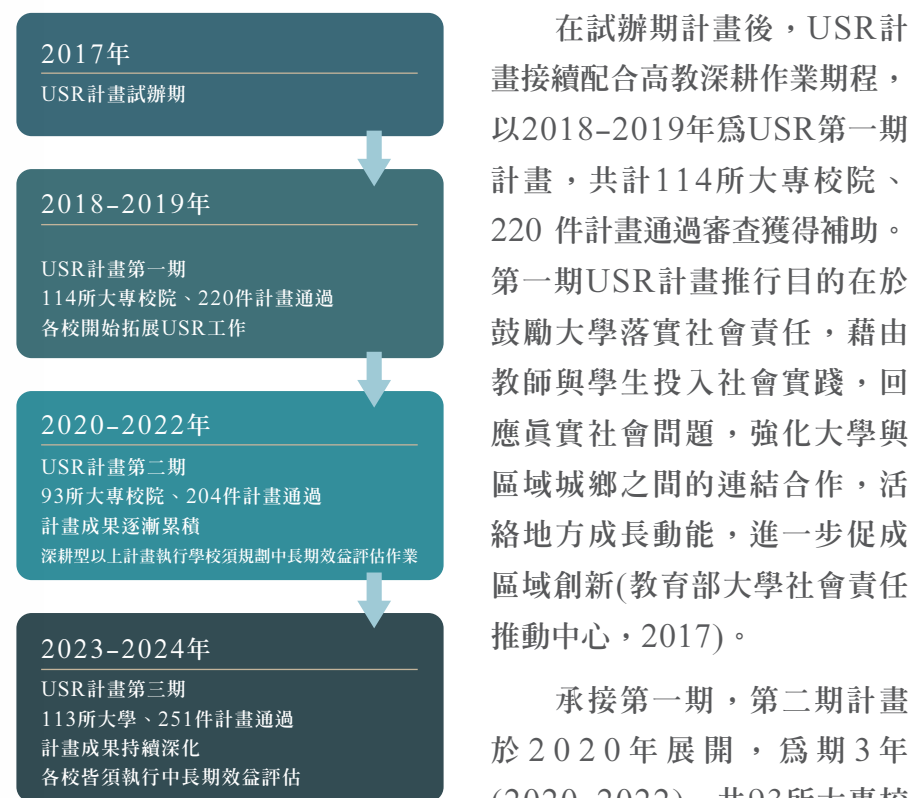 2017年
USR計畫試辦期
2018–2019年
USR計畫第一期
114所大專校院、220件計畫通過
各校開始拓展USR工作
2020–2022年
USR計畫第二期
93所大專校院、204件計畫通過
計畫成果逐漸累積
深耕型以上計畫執行學校須規劃中長期效益評估作業
2023–2024年
USR計畫第三期
113所大學、251件計畫通過
計畫成果持續深化
各校皆須執行中長期效益評估
在試辦期計畫後，USR計
畫接續配合高教深耕作業期程，
以2018–2019年爲USR第一期
計畫，共計114所大專校院、
220 件計畫通過審查獲得補助。
第一期USR計畫推行目的在於
鼓勵大學落實社會責任，藉由
教師與學生投入社會實踐，回
應眞實社會問題，強化大學與
區域城鄉之間的連結合作，活
絡地方成長動能，進一步促成
區域創新(教育部大學社會責任
推動中心，2017)。
承接第一期，第二期計畫
於2020年展開，爲期3年
(2020–2022)，共93所大專校